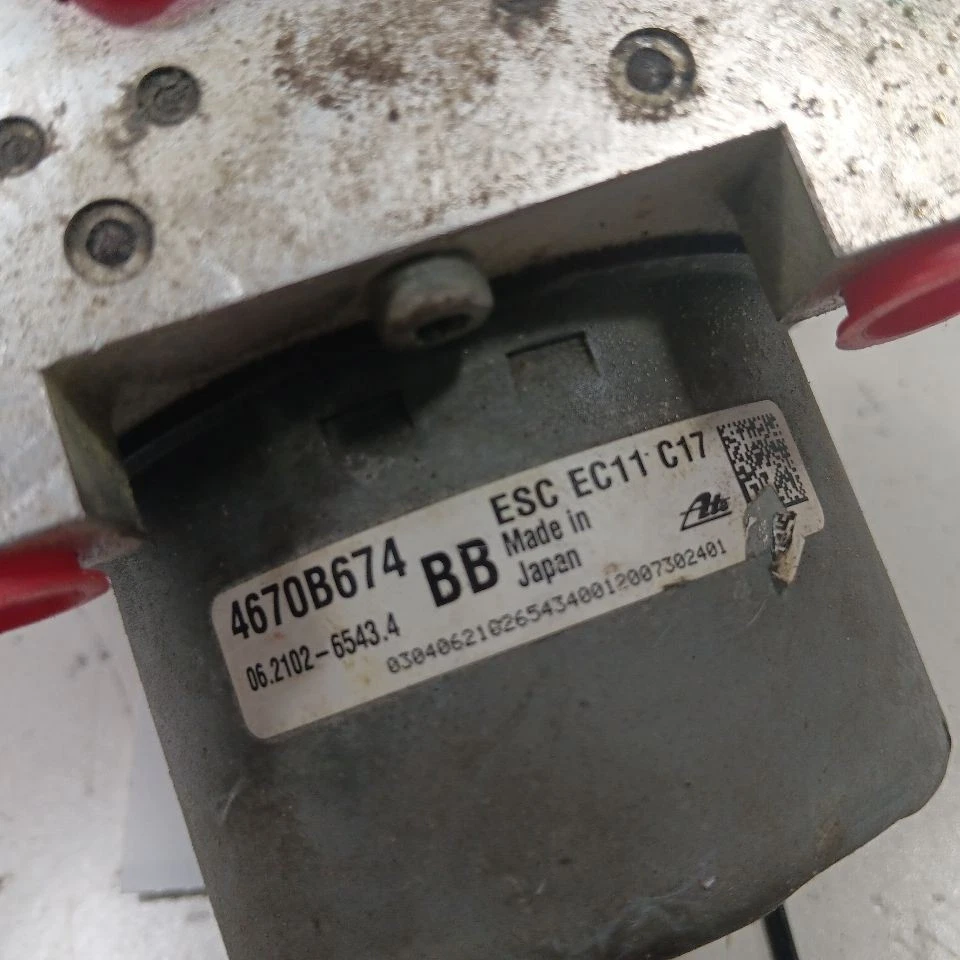 ESC EC11 C17
4670B674 BB Made in
Japan
Ate
06.2102-6543.4
0304062102654340012007302401